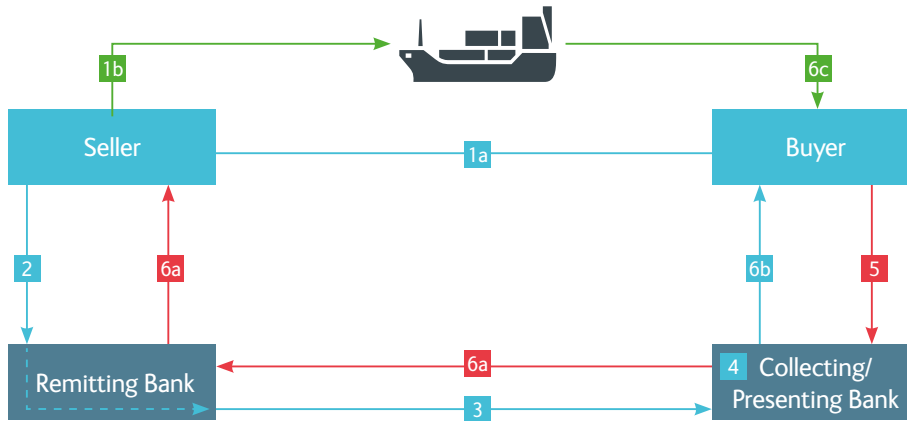 1b
6c
Seller
1a
Buyer
2
6a
6b
5
Remitting Bank
6a
4 Collecting/
Presenting Bank
3